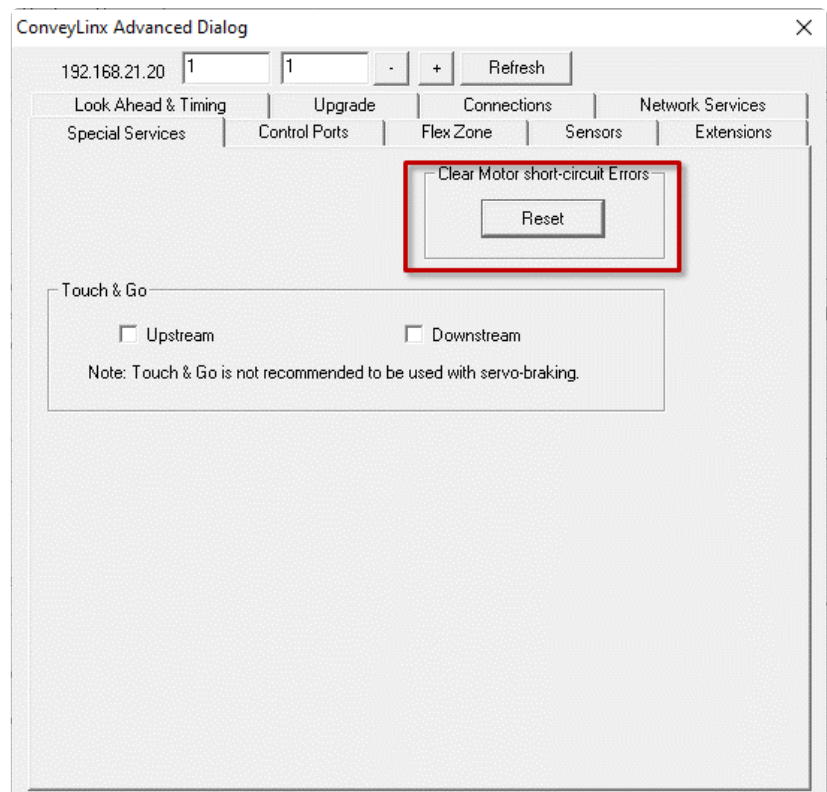 ConveyLinx Advanced Dialog
192.168.21.20 1 1 - + Refresh
Look Ahead & Timing Upgrade Connections Network Services
Special Services Control Ports Flex Zone Sensors Extensions
Clear Motor short-circuit Errors
Reset
Touch & Go
Upstream Downstream
Note: Touch & Go is not recommended to be used with servo-braking.